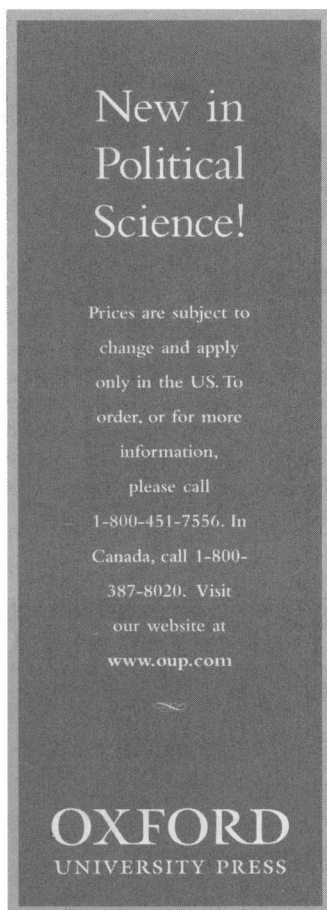 New in
Political
Science!
Prices are subject to
change and apply
only in the US. To
order, or for more
information,
please call
1-800-451-7556. In
Canada, call 1-800-
387-8020. Visit
our website at
www.oup.com
OXFORD
UNIVERSITY PRESS